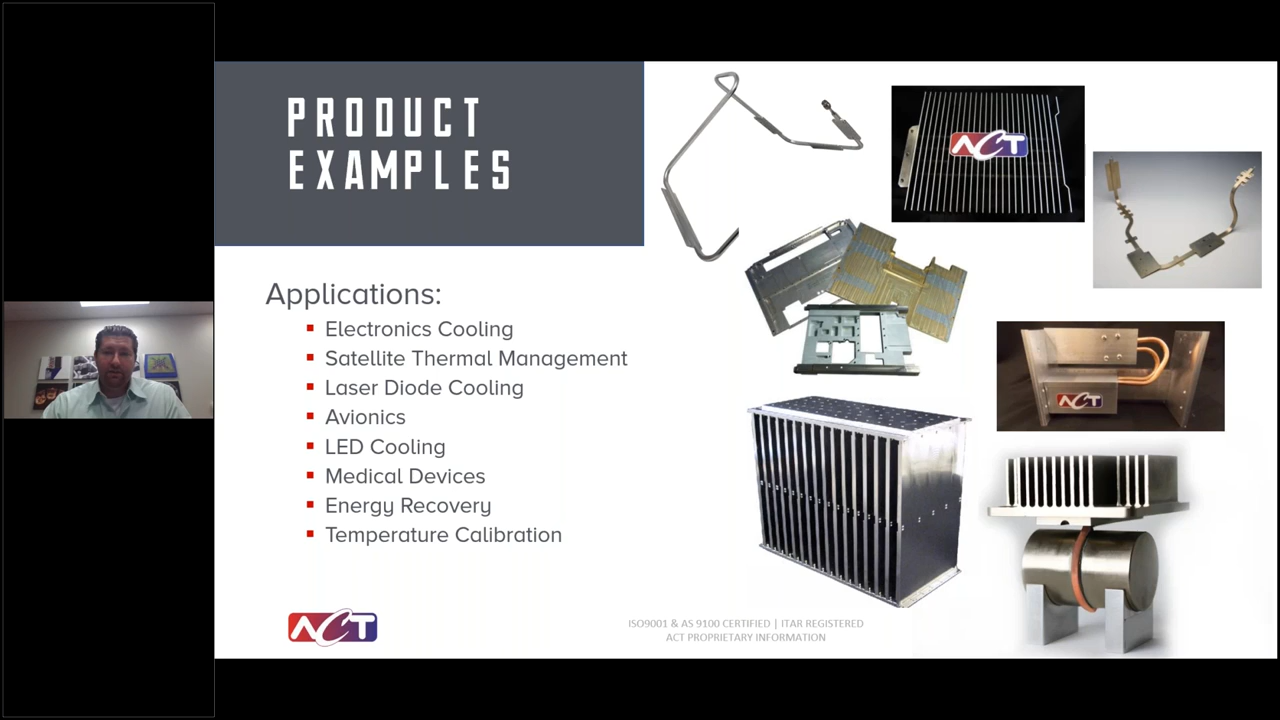 PRODUCT
EXAMPLES
Applications:
Electronics Cooling
Satellite Thermal Management
Laser Diode Cooling
Avionics
LED Cooling
Medical Devices
Energy Recovery
Temperature Calibration
ACT
ACT
ACT
ISO9001 & AS 9100 CERTIFIED | ITAR REGISTERED
ACT PROPRIETARY INFORMATION